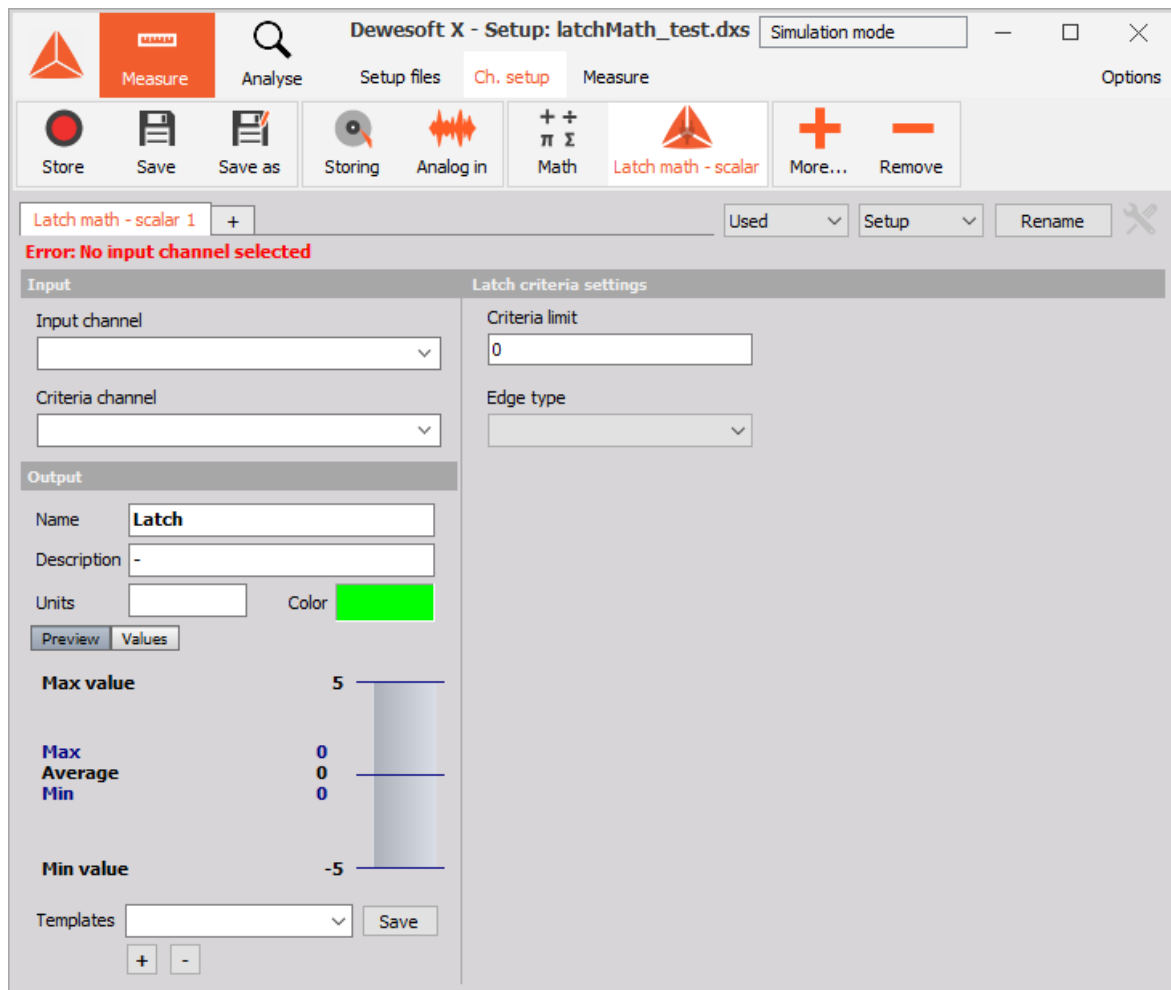 Dewesoft X - Setup: latchMath_test.dxs Simulation mode
Measure Analyse Setup files Ch. setup Measure Options
+ ÷
π Σ
Store Save Save as Storing Analog in Math Latch math - scalar More... Remove
Latch math - scalar 1 + Used Setup Rename
Error: No input channel selected
Input Latch criteria settings
Input channel Criteria limit
0
Criteria channel Edge type
Output
Name Latch
Description -
Units Color
Preview Values
Max value 5
Max 0
Average 0
Min 0
Min value -5
Templates Save
+ -